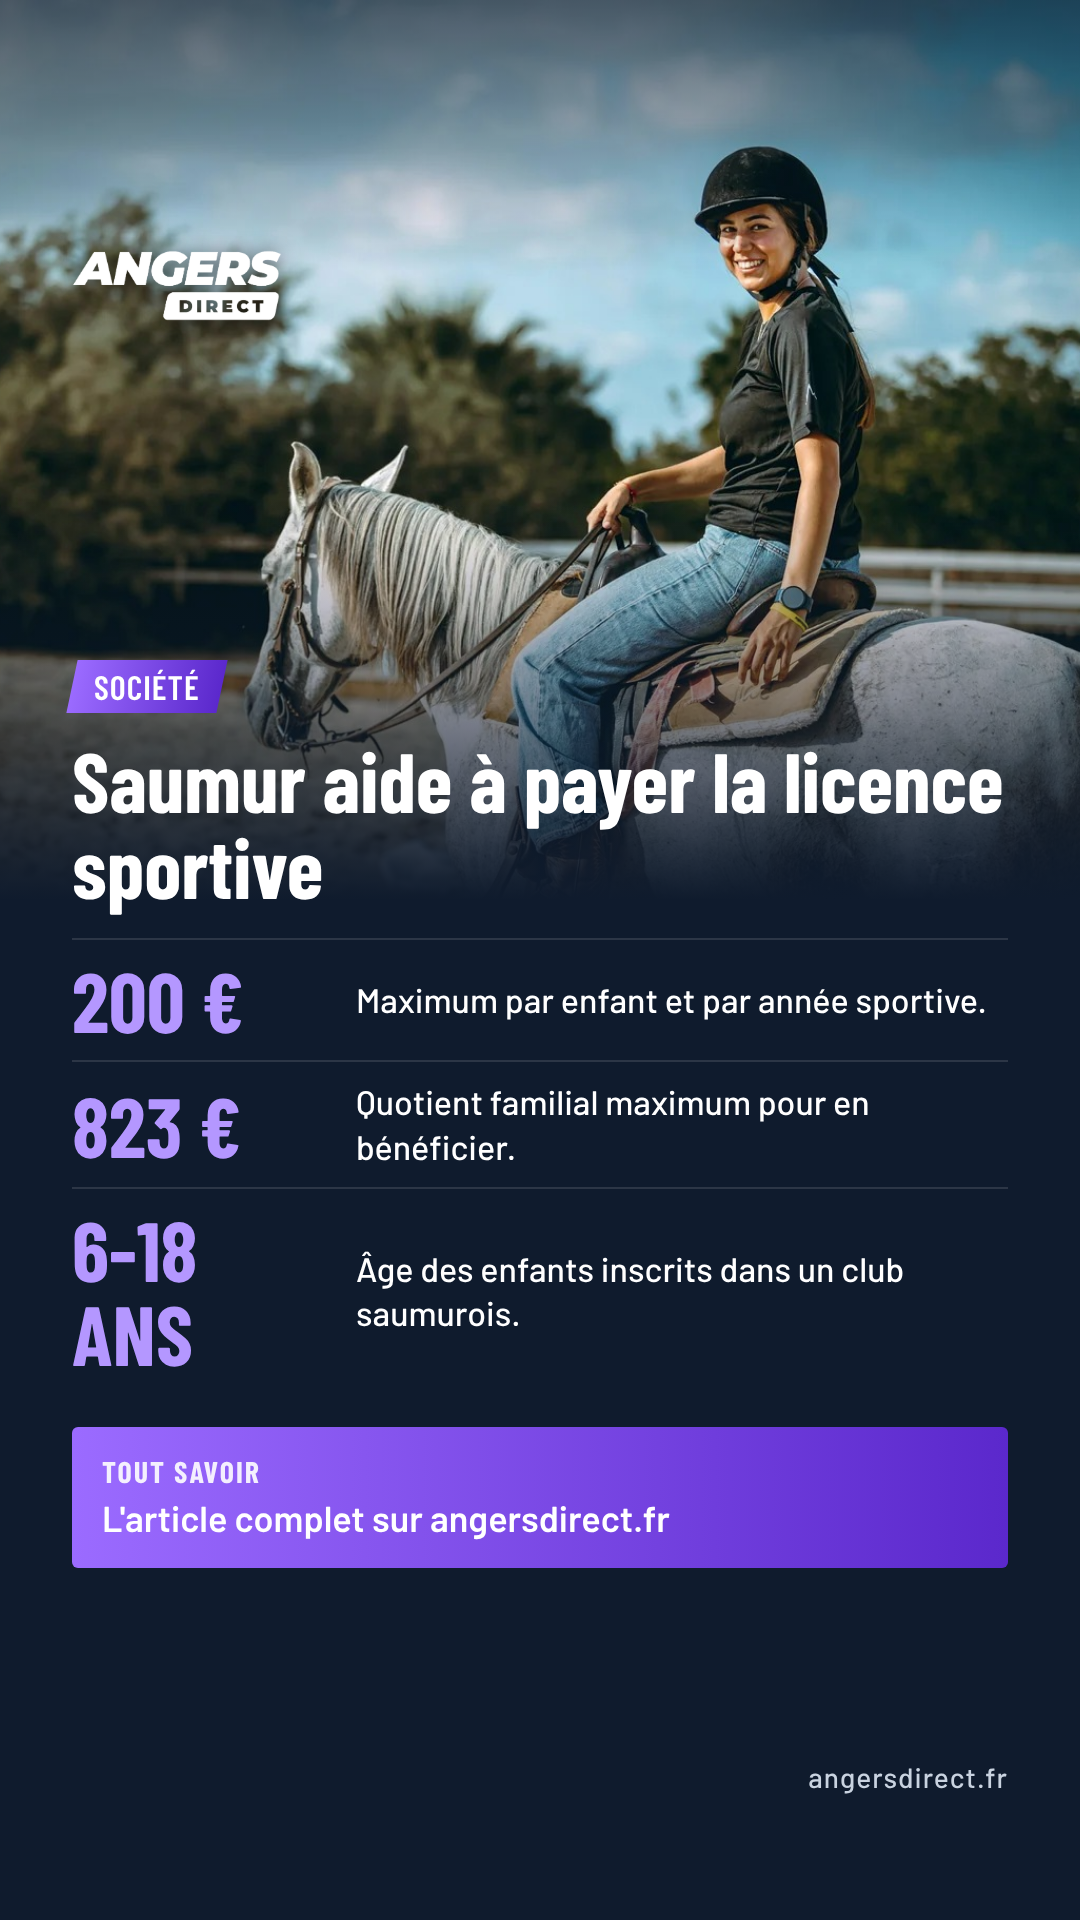 ANGERS
DIRECT
SOCIÉTÉ
Saumur aide à payer la licence
sportive
200 €
Maximum par enfant et par année sportive.
823 €
Quotient familial maximum pour en
bénéficier.
6-18
ANS
Âge des enfants inscrits dans un club
saumurois.
TOUT SAVOIR
L'article complet sur angersdirect.fr
angersdirect.fr